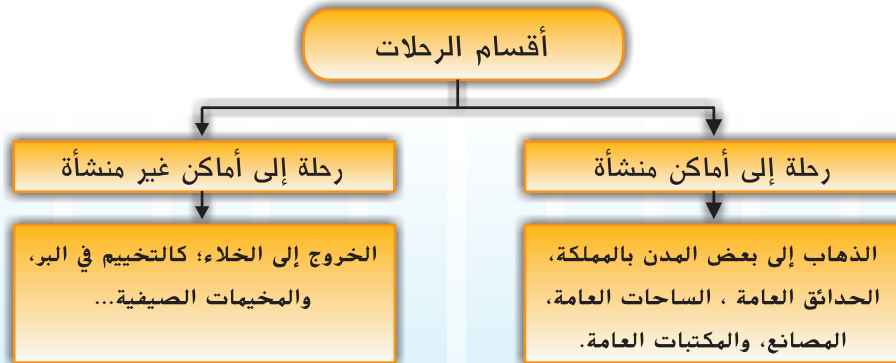 أقسام الرحلات
رحلة إلى أماكن منشأة
الذهاب إلى بعض المدن بالمملكة،
الحدائق العامة ، الساحات العامة،
المصانع، والمكتبات العامة.
رحلة إلى أماكن غير منشأة
الخروج إلى الخلاء؛ كالتخييم في البر،
والمخيمات الصيفية...